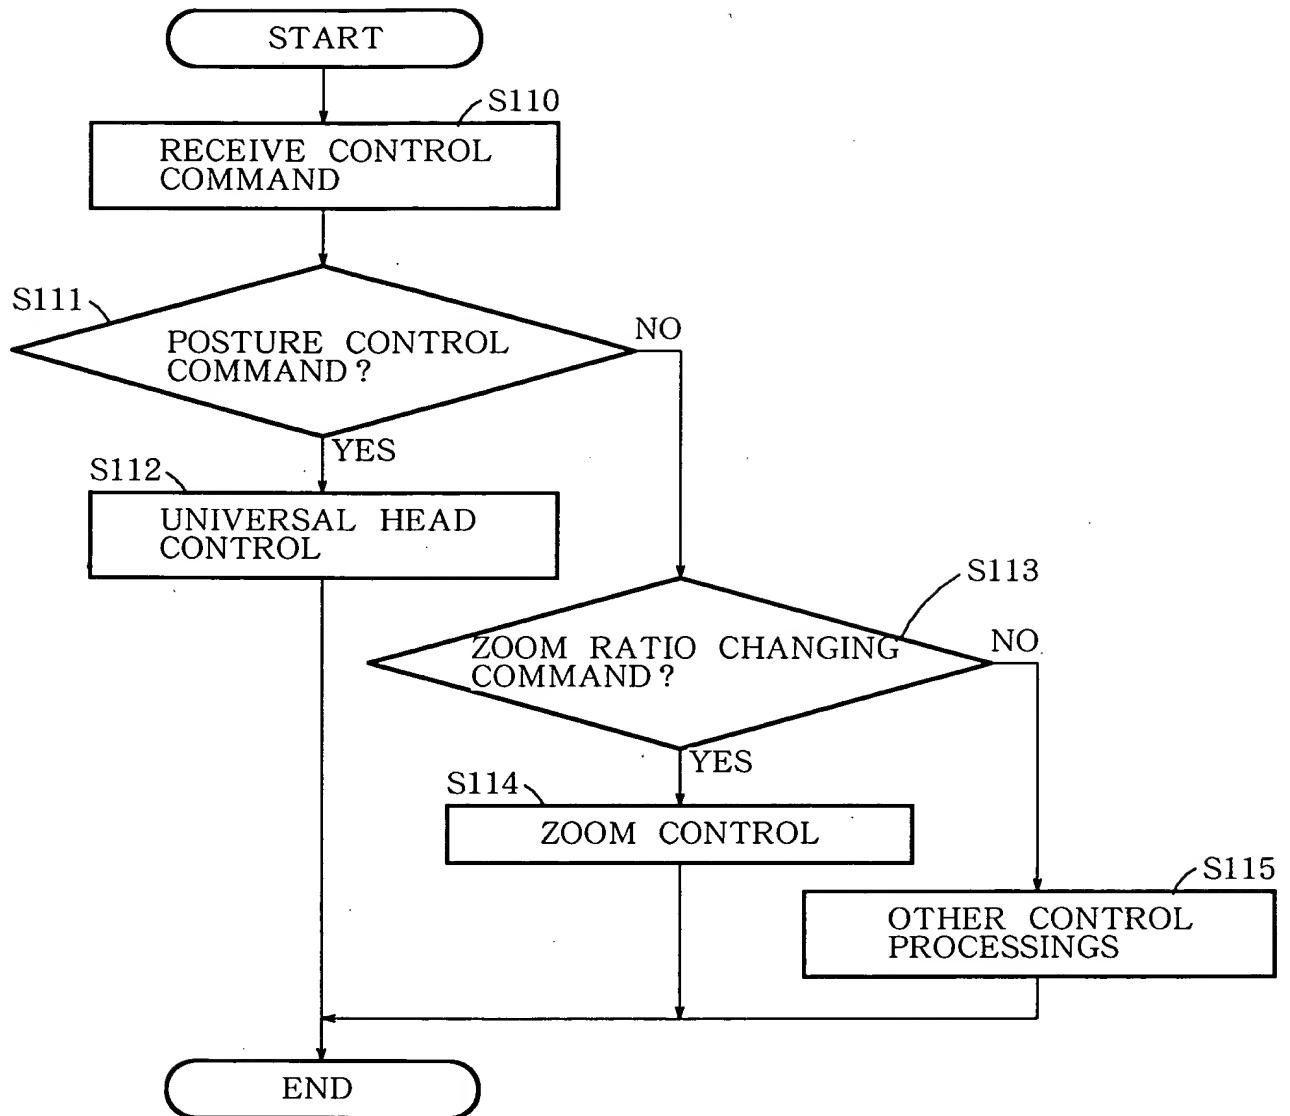 START
S110
RECEIVE CONTROL
COMMAND
S111
POSTURE CONTROL
COMMAND?
NO
YES
S112
UNIVERSAL HEAD
CONTROL
S113
ZOOM RATIO CHANGING
COMMAND?
NO
YES
S114
ZOOM CONTROL
S115
OTHER CONTROL
PROCESSINGS
END